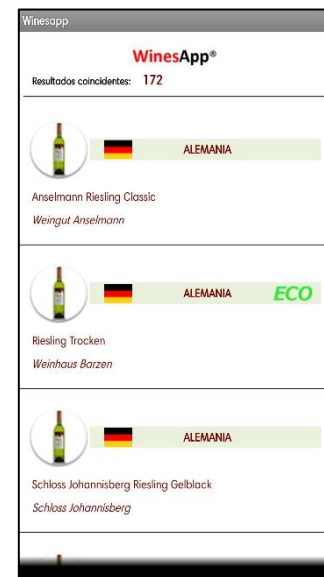 Winesapp
WinesApp®
Resultados coincidentes: 172
ALEMANIA
Anselmann Riesling Classic
Weingut Anselmann
ALEMANIA ECO
Riesling Trocken
Weinhaus Barzen
ALEMANIA
Schloss Johannisberg Riesling Gelblack
Schloss Johannisberg